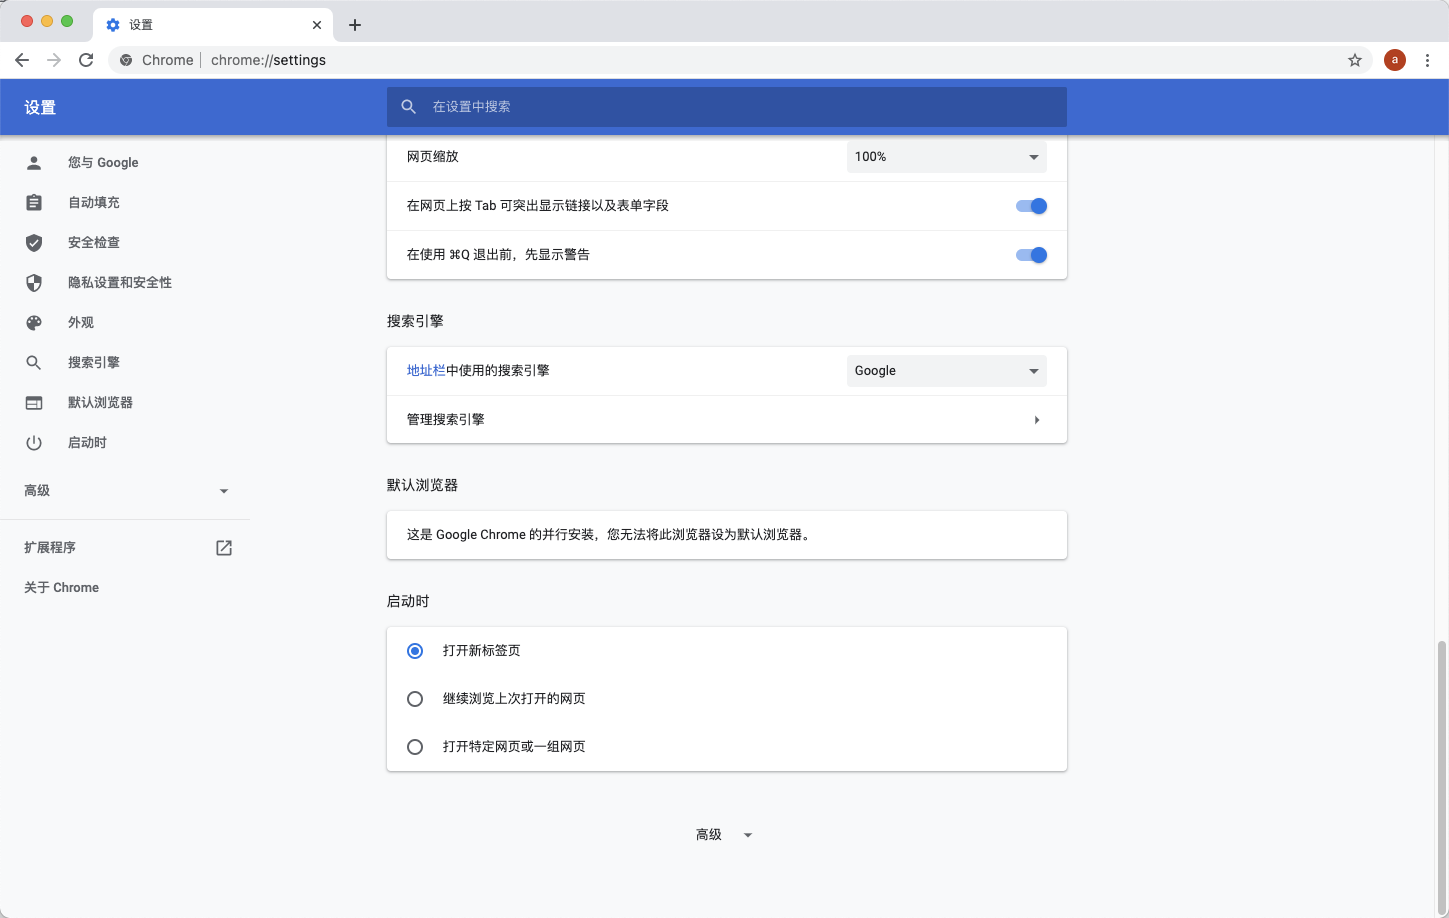 设置
Chrome
chrome://settings
a
设置
在设置中搜索
您与 Google
自动填充
安全检查
隐私设置和安全性
外观
搜索引擎
默认浏览器
启动时
高级
扩展程序
关于 Chrome
网页缩放
100%
在网页上按 Tab 可突出显示链接以及表单字段
在使用 ⌘Q 退出前，先显示警告
搜索引擎
地址栏中使用的搜索引擎
Google
管理搜索引擎
默认浏览器
这是 Google Chrome 的并行安装，您无法将此浏览器设为默认浏览器。
启动时
打开新标签页
继续浏览上次打开的网页
打开特定网页或一组网页
高级